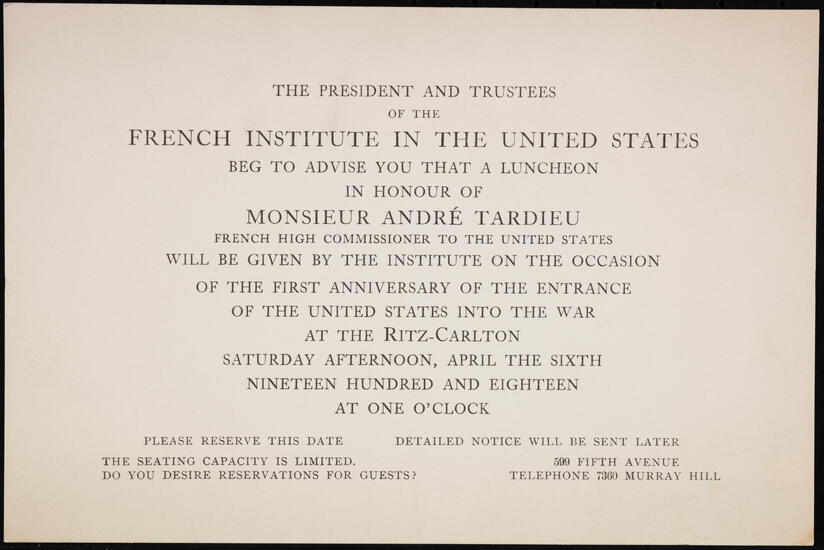 THE PRESIDENT AND TRUSTEES
OF THE
FRENCH INSTITUTE IN THE UNITED STATES
BEG TO ADVISE YOU THAT A LUNCHEON
IN HONOUR OF
MONSIEUR ANDRÉ TARDIEU
FRENCH HIGH COMMISSIONER TO THE UNITED STATES
WILL BE GIVEN BY THE INSTITUTE ON THE OCCASION
OF THE FIRST ANNIVERSARY OF THE ENTRANCE
OF THE UNITED STATES INTO THE WAR
AT THE RITZ-CARLTON
SATURDAY AFTERNOON, APRIL THE SIXTH
NINETEEN HUNDRED AND EIGHTEEN
AT ONE O'CLOCK
PLEASE RESERVE THIS DATE DETAILED NOTICE WILL BE SENT LATER
THE SEATING CAPACITY IS LIMITED. 599 FIFTH AVENUE
DO YOU DESIRE RESERVATIONS FOR GUESTS? TELEPHONE 7360 MURRAY HILL